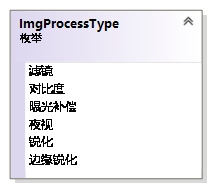 ImgProcessType
枚举
滤镜
对比度
曝光补偿
夜视
锐化
边缘锐化